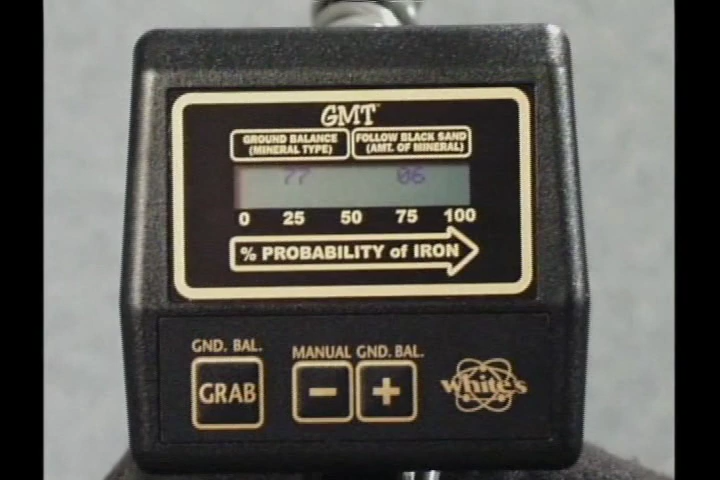 GMT™
GROUND BALANCE FOLLOW BLACK SAND
(MINERAL TYPE) (AMT. OF MINERAL)
77 06
0 25 50 75 100
% PROBABILITY of IRON
GND. BAL. MANUAL GND. BAL.
GRAB - + White's